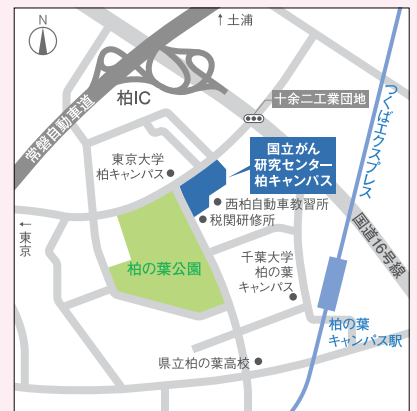 N
↑土浦
柏IC
常磐自動車道
十余二工業団地
つくばエクスプレス
東京大学
柏キャンパス
国立がん
研究センター
柏キャンパス
西柏自動車教習所
税関研修所
←
東京
国道16号線
柏の葉公園
千葉大学
柏の葉
キャンパス
柏の葉
キャンパス駅
県立柏の葉高校